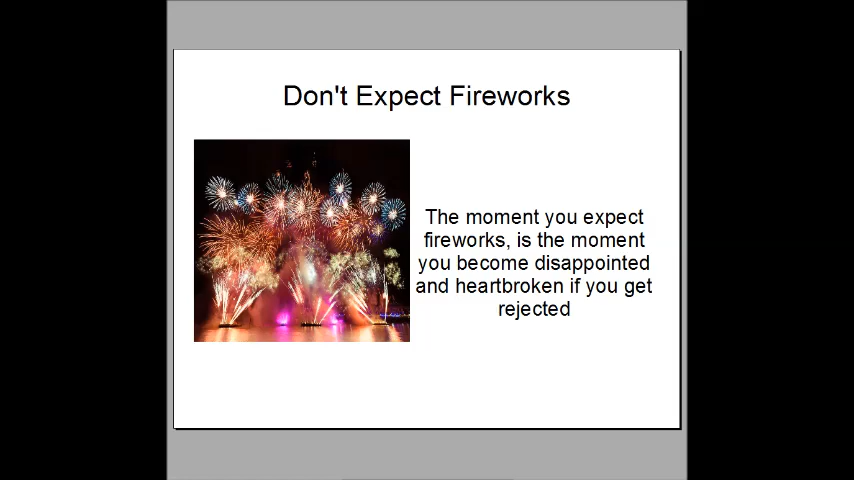 Don't Expect Fireworks
The moment you expect
fireworks, is the moment
you become disappointed
and heartbroken if you get
rejected